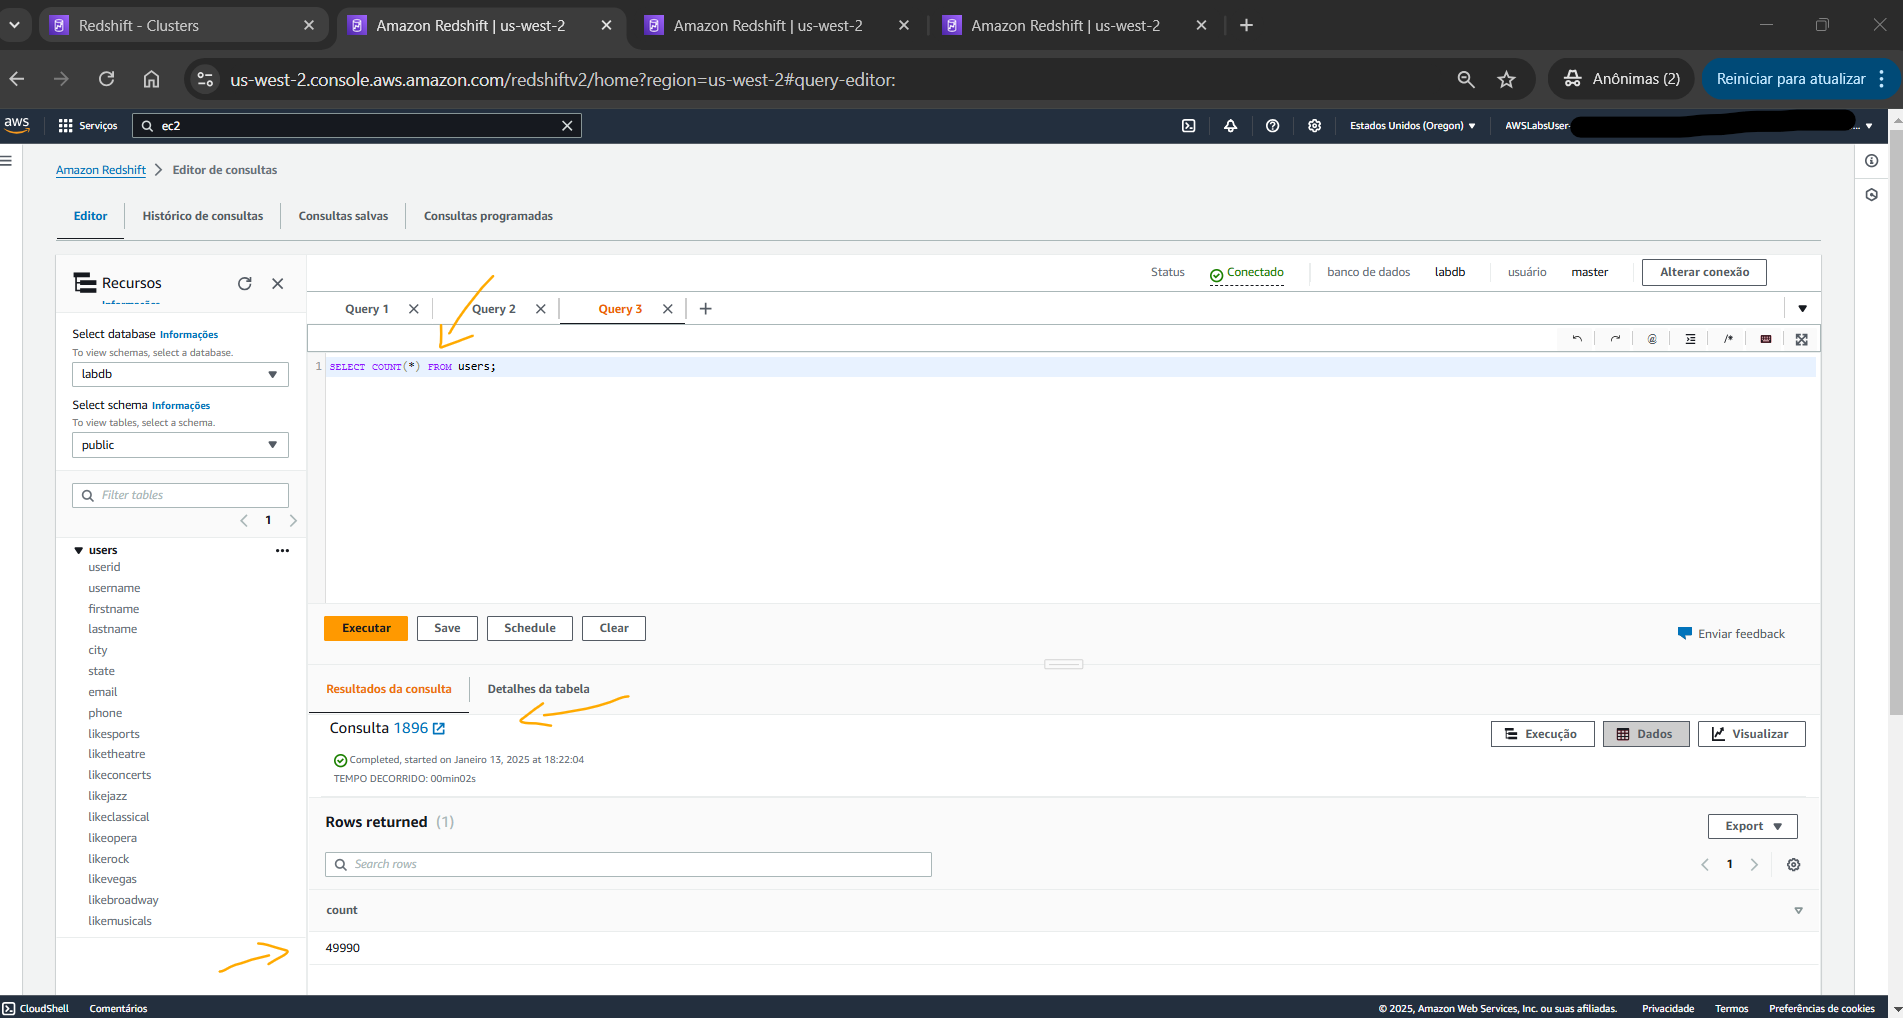 Redshift - Clusters
Amazon Redshift | us-west-2
Amazon Redshift | us-west-2
Amazon Redshift | us-west-2
us-west-2.console.aws.amazon.com/redshiftv2/home?region=us-west-2#query-editor:
Anônimas (2)
Reiniciar para atualizar
aws
Serviços
ec2
Estados Unidos (Oregon)
AWSLabsUser-
...
Amazon Redshift
Editor de consultas
Editor
Histórico de consultas
Consultas salvas
Consultas programadas
Recursos
Informações
Select database Informações
To view schemas, select a database.
labdb
Select schema Informações
To view tables, select a schema.
public
Filter tables
1
users
userid
username
firstname
lastname
city
state
email
phone
likesports
liketheatre
likeconcerts
likejazz
likeclassical
likeopera
likerock
likevegas
likebroadway
likemusicals
Status
Conectado
banco de dados
labdb
usuário
master
Alterar conexão
Query 1
Query 2
Query 3
@
/*
1 SELECT COUNT(*) FROM users;
Executar
Save
Schedule
Clear
Enviar feedback
Resultados da consulta
Detalhes da tabela
Consulta 1896
Completed, started on Janeiro 13, 2025 at 18:22:04
TEMPO DECORRIDO: 00min02s
Execução
Dados
Visualizar
Rows returned (1)
Export
Search rows
1
count
49990
CloudShell
Comentários
© 2025, Amazon Web Services, Inc. ou suas afiliadas.
Privacidade
Termos
Preferências de cookies